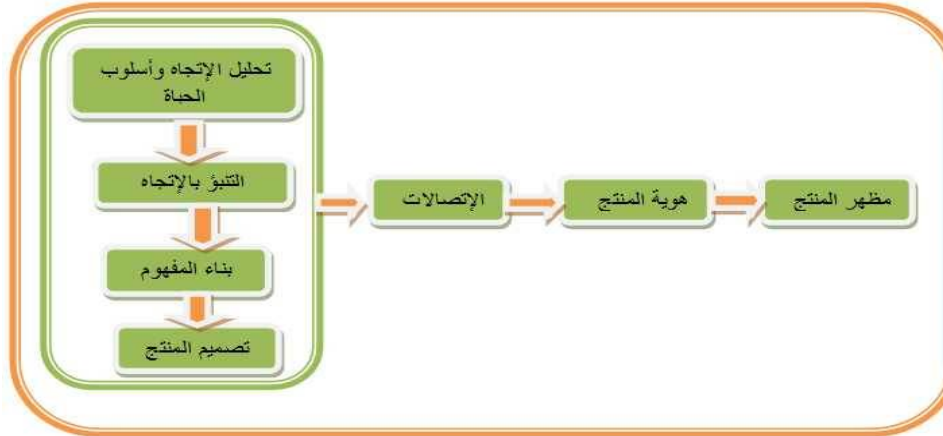 تحليل الإتجاه وأسلوب
الحياة
التنبؤ بالإتجاه
بناء المفهوم
تصميم المنتج
الإتصالات
هوية المنتج
مظهر المنتج